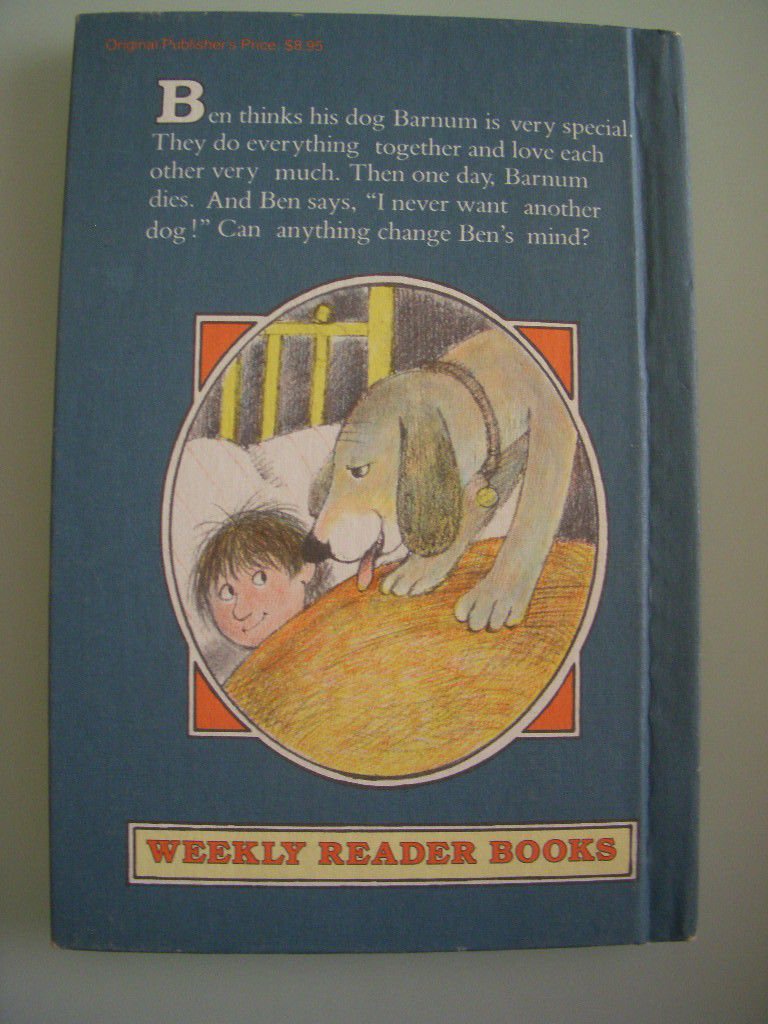 Original Publisher's Price $8.95
Ben thinks his dog Barnum is very special.
They do everything together and love each
other very much. Then one day, Barnum
dies. And Ben says, “I never want another
dog!” Can anything change Ben's mind?
WEEKLY READER BOOKS